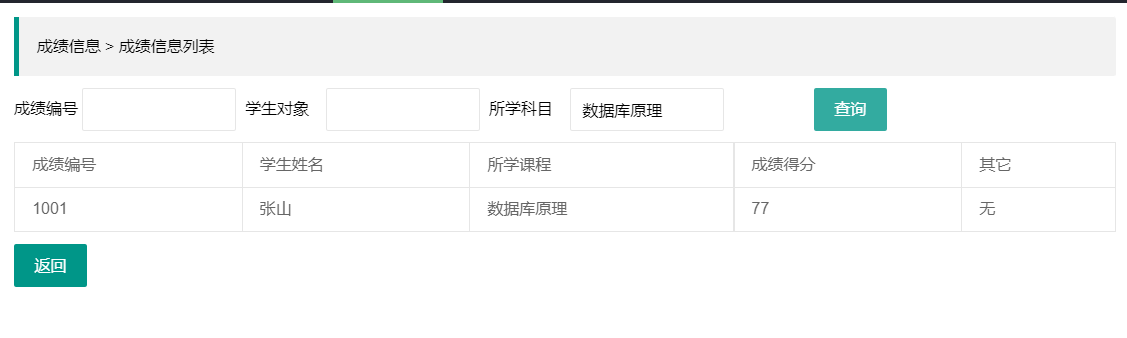 成绩信息 > 成绩信息列表
成绩编号 学生对象 所学科目 数据库原理 查询
成绩编号 学生姓名 所学课程 成绩得分 其它
1001 张山 数据库原理 77 无
返回